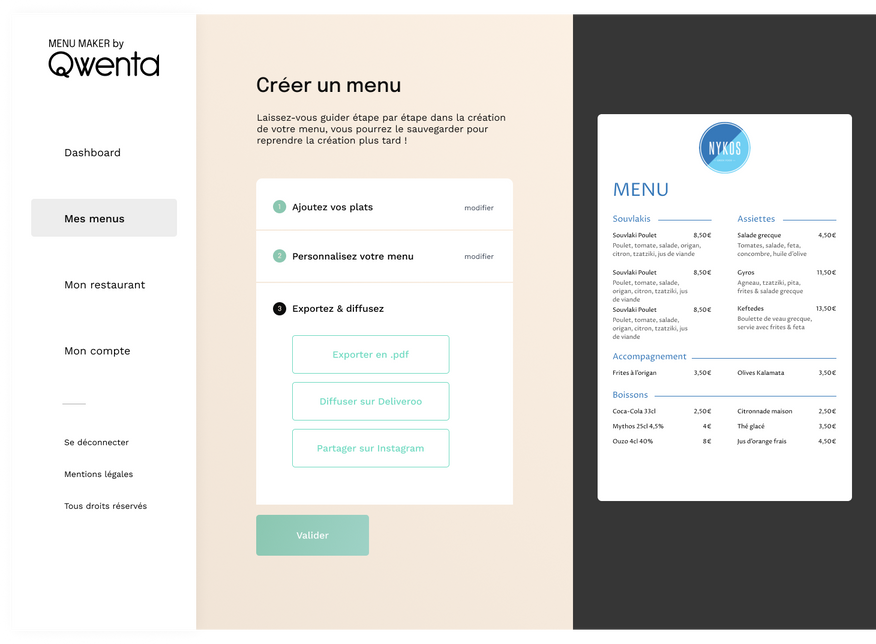 MENU MAKER by
Qwenta
Dashboard
Mes menus
Mon restaurant
Mon compte
Se déconnecter
Mentions légales
Tous droits réservés
Créer un menu
Laissez-vous guider étape par étape dans la création
de votre menu, vous pourrez le sauvegarder pour
reprendre la création plus tard !
1 Ajoutez vos plats modifier
2 Personnalisez votre menu modifier
3 Exportez & diffusez
Exporter en .pdf
Diffuser sur Deliveroo
Partager sur Instagram
Valider
NYKOS
MENU
Souvlakis
Souvlaki Poulet 8,50€
Poulet, tomate, salade, origan,
citron, tzatziki, jus de viande
Souvlaki Poulet 8,50€
Poulet, tomate, salade,
origan, citron, tzatziki, jus
de viande
Souvlaki Poulet 8,50€
Poulet, tomate, salade,
origan, citron, tzatziki, jus
de viande
Assiettes
Salade grecque 4,50€
Tomates, salade, feta,
concombre, huile d'olive
Gyros 11,50€
Agneau, tzatziki, pita,
frites & salade grecque
Keftedes 13,50€
Boulette de veau grecque,
servie avec frites & feta
Accompagnement
Frites à l'origan 3,50€
Olives Kalamata 3,50€
Boissons
Coca-Cola 33cl 2,50€
Citronnade maison 2,50€
Mythos 25cl 4,5% 4€
Thé glacé 3,50€
Ouzo 4cl 40% 8€
Jus d'orange frais 4,50€